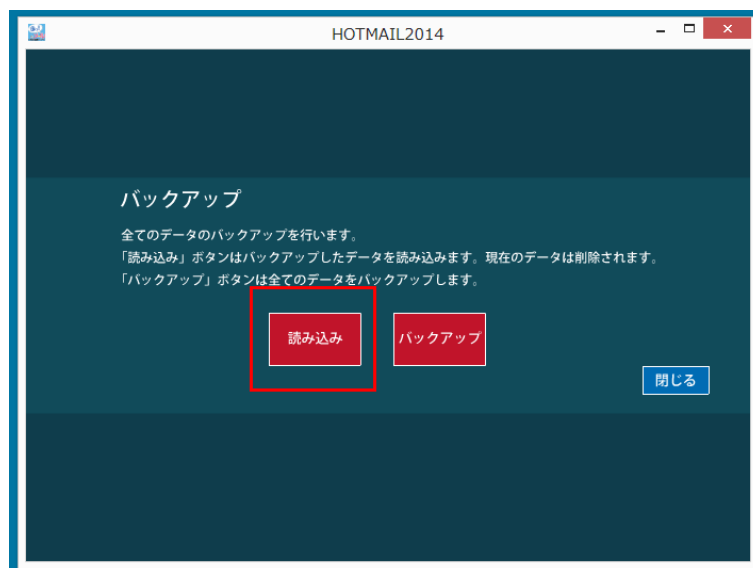 HOTMAIL2014
バックアップ
全てのデータのバックアップを行います。
「読み込み」ボタンはバックアップしたデータを読み込みます。現在のデータは削除されます。
「バックアップ」ボタンは全てのデータをバックアップします。
読み込み
バックアップ
閉じる